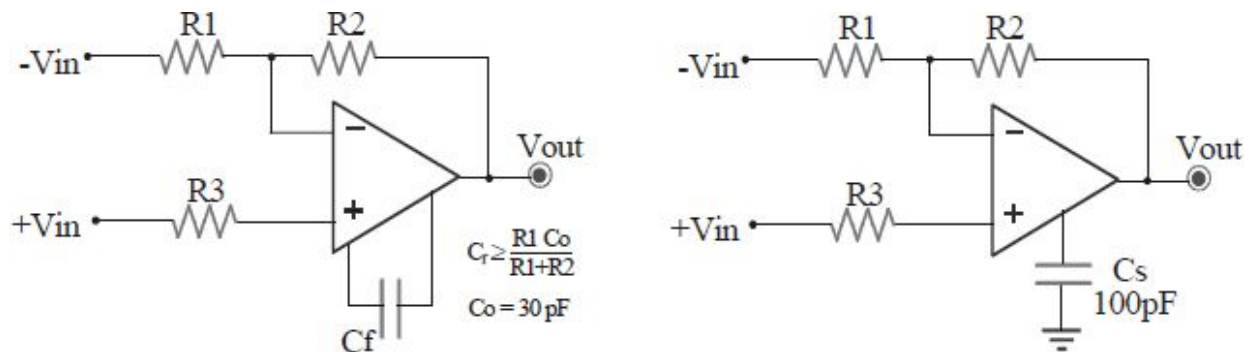 R1
R2
-Vin
−
Vout
R3
+Vin
+
Cr ≥ R1 Co
R1+R2
Co = 30 pF
Cf
R1
R2
-Vin
−
Vout
R3
+Vin
+
Cs
100pF